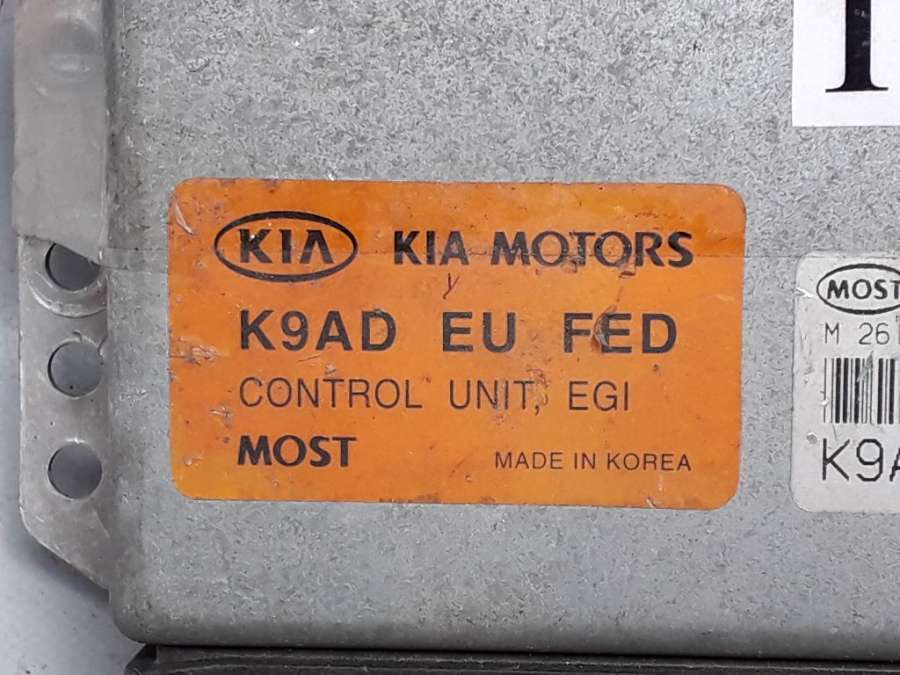 KIA KIA MOTORS
K9AD EU FED
CONTROL UNIT, EGI
MOST MADE IN KOREA
MOST
M 26
K9A